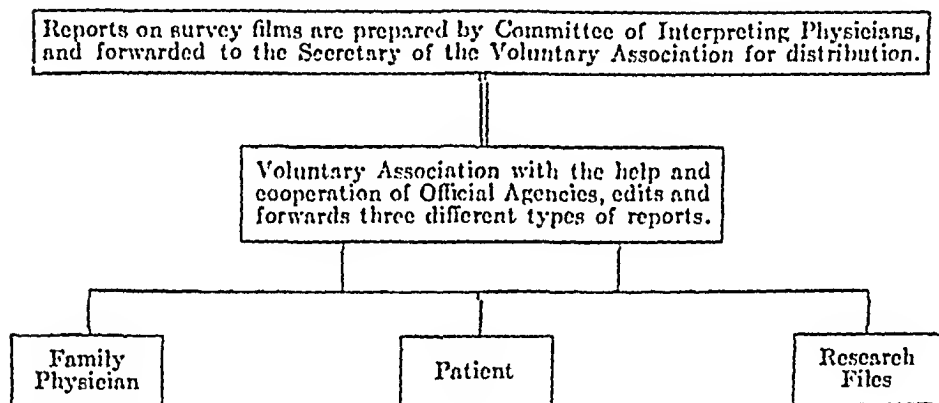 Reports on survey films are prepared by Committee of Interpreting Physicians,
and forwarded to the Secretary of the Voluntary Association for distribution.
Voluntary Association with the help and
cooperation of Official Agencies, edits and
forwards three different types of reports.
Family
Physician
Patient
Research
Files